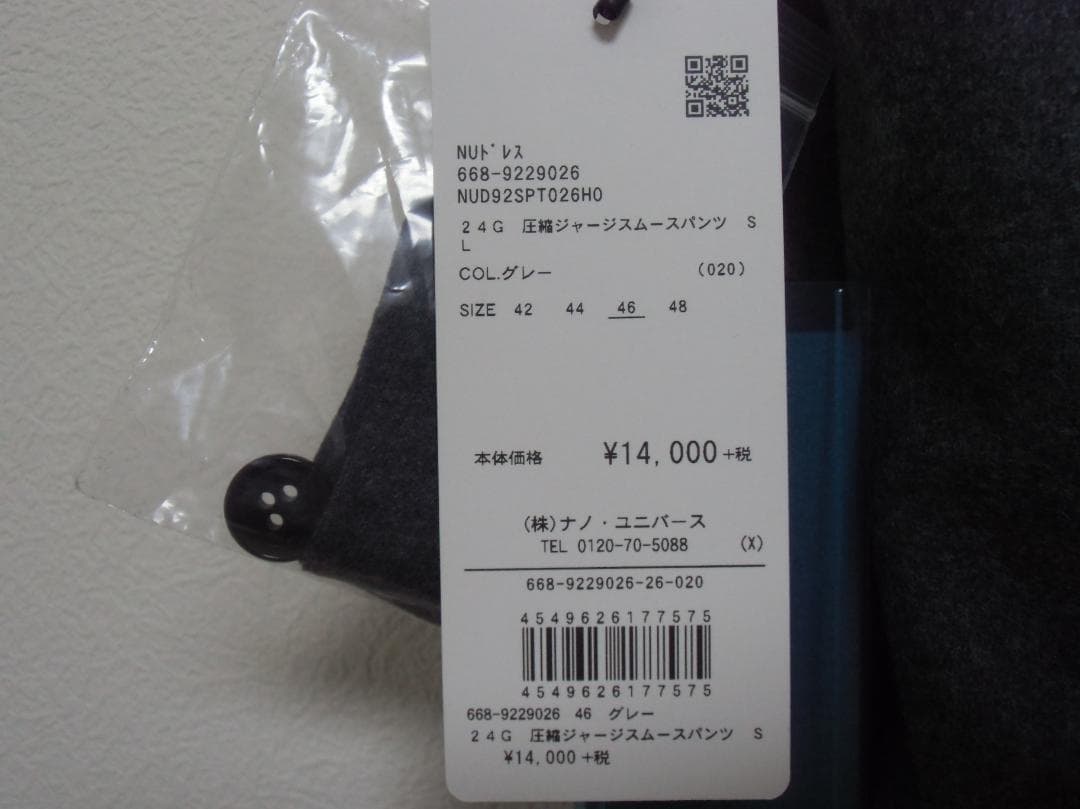 NUﾄﾞﾚｽ
668-9229026
NUD92SPT026HO
24G 圧縮ジャージスムースパンツ S
L
COL.グレー (020)
SIZE 42 44 46 48
本体価格 ¥14,000+税
(株)ナノ・ユニバース
TEL 0120-70-5088 (X)
668-9229026-26-020
4549626177575
4549626177575
668-9229026 46 グレー
24G 圧縮ジャージスムースパンツ S
¥14,000+税